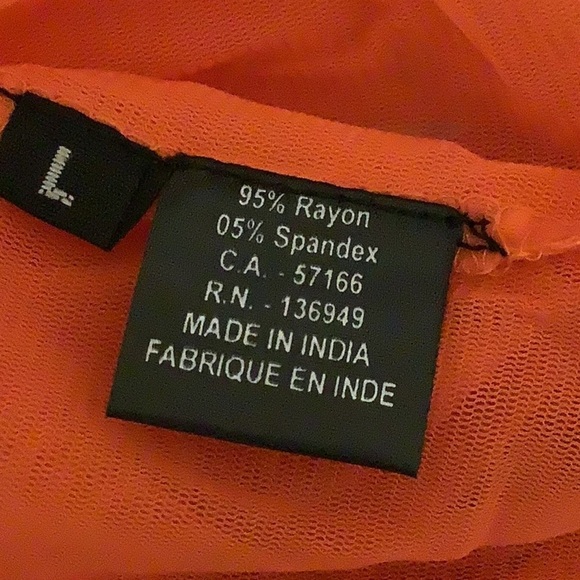 L
95% Rayon
05% Spandex
C.A. - 57166
R.N. - 136949
MADE IN INDIA
FABRIQUE EN INDE